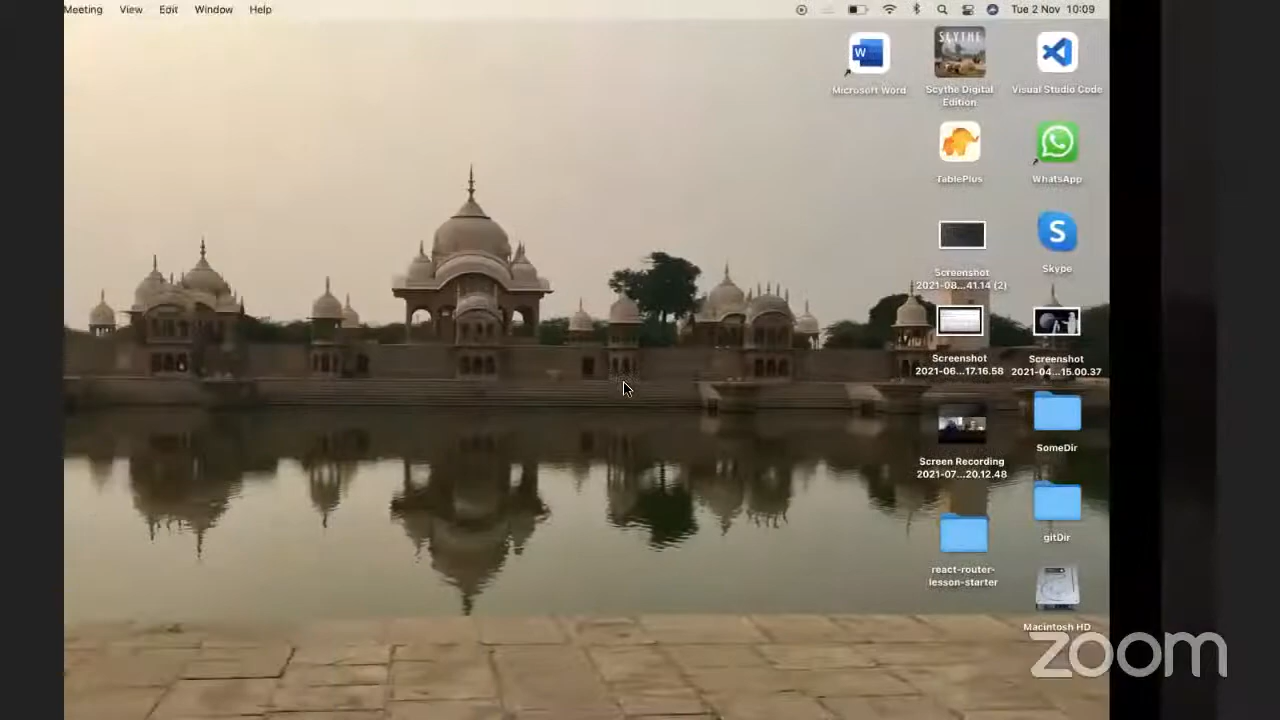 Meeting View Edit Window Help Tue 2 Nov 10:09
W
Microsoft Word
SCYTHE
Scythe Digital
Edition
Visual Studio Code
TablePlus
WhatsApp
Screenshot
2021-08...41.14 (2)
S
Skype
Screenshot
2021-06...17.16.58
Screenshot
2021-04...15.00.37
Screen Recording
2021-07...20.12.48
SomeDir
gitDir
react-router-
lesson-starter
Macintosh HD
zoom